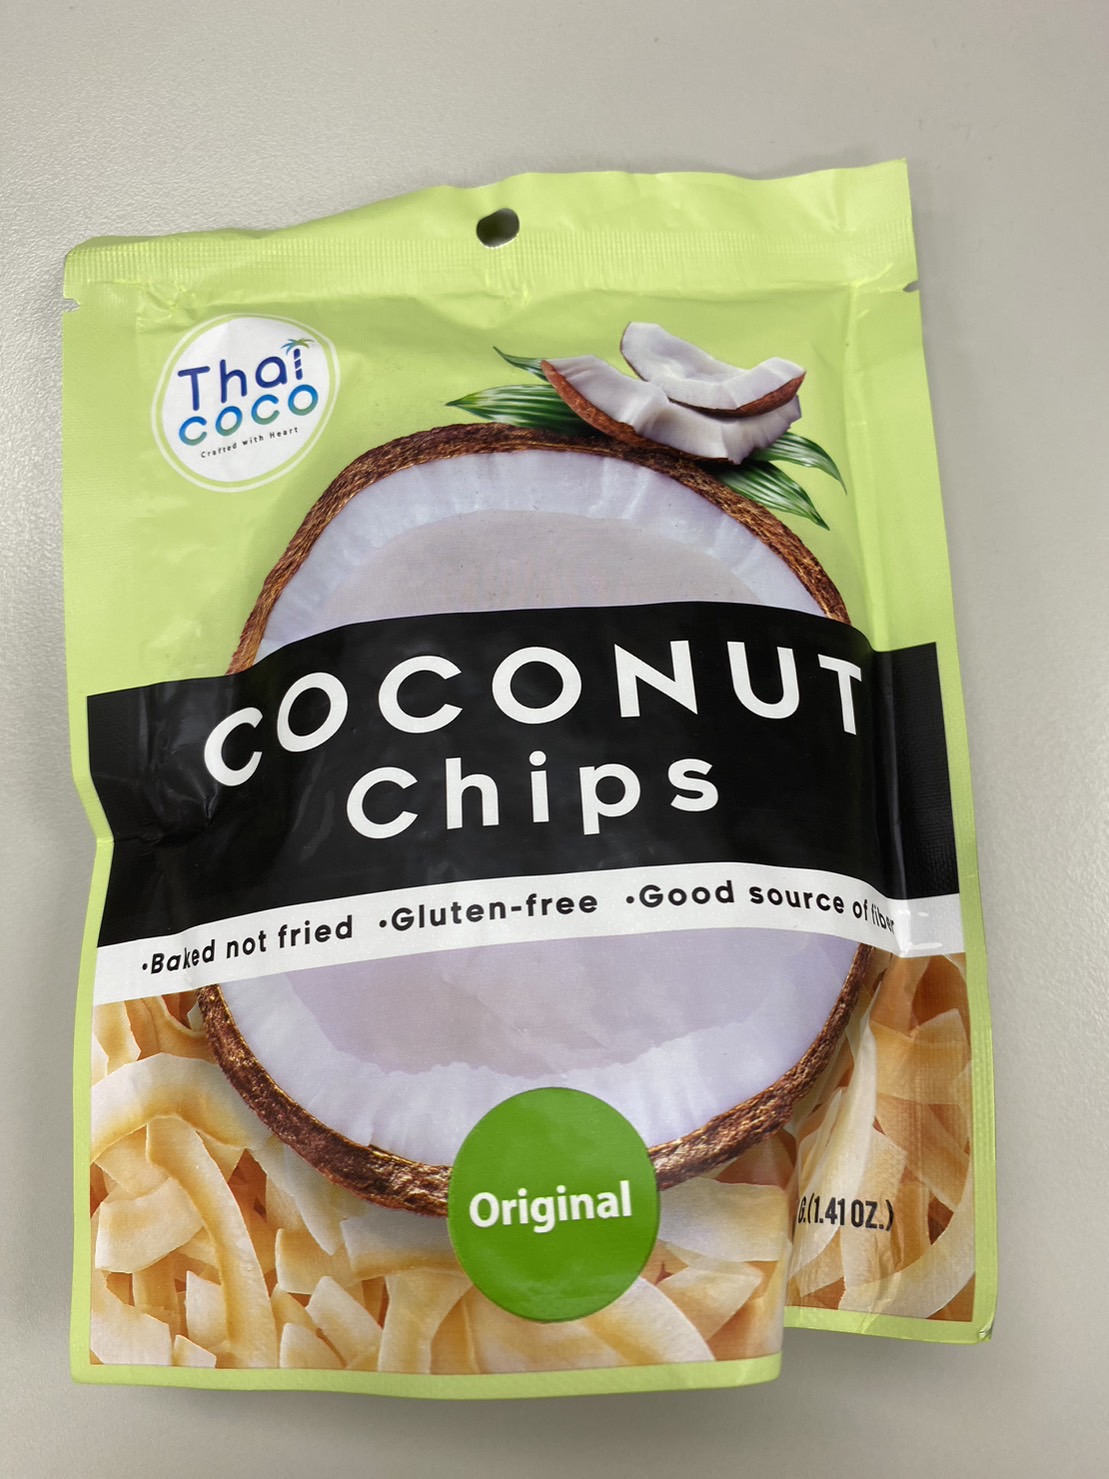 Thai
COCO
Crafted with Heart
COCONUT
Chips
•Baked not fried •Gluten-free •Good source of fiber
Original
G.(1.41 OZ.)